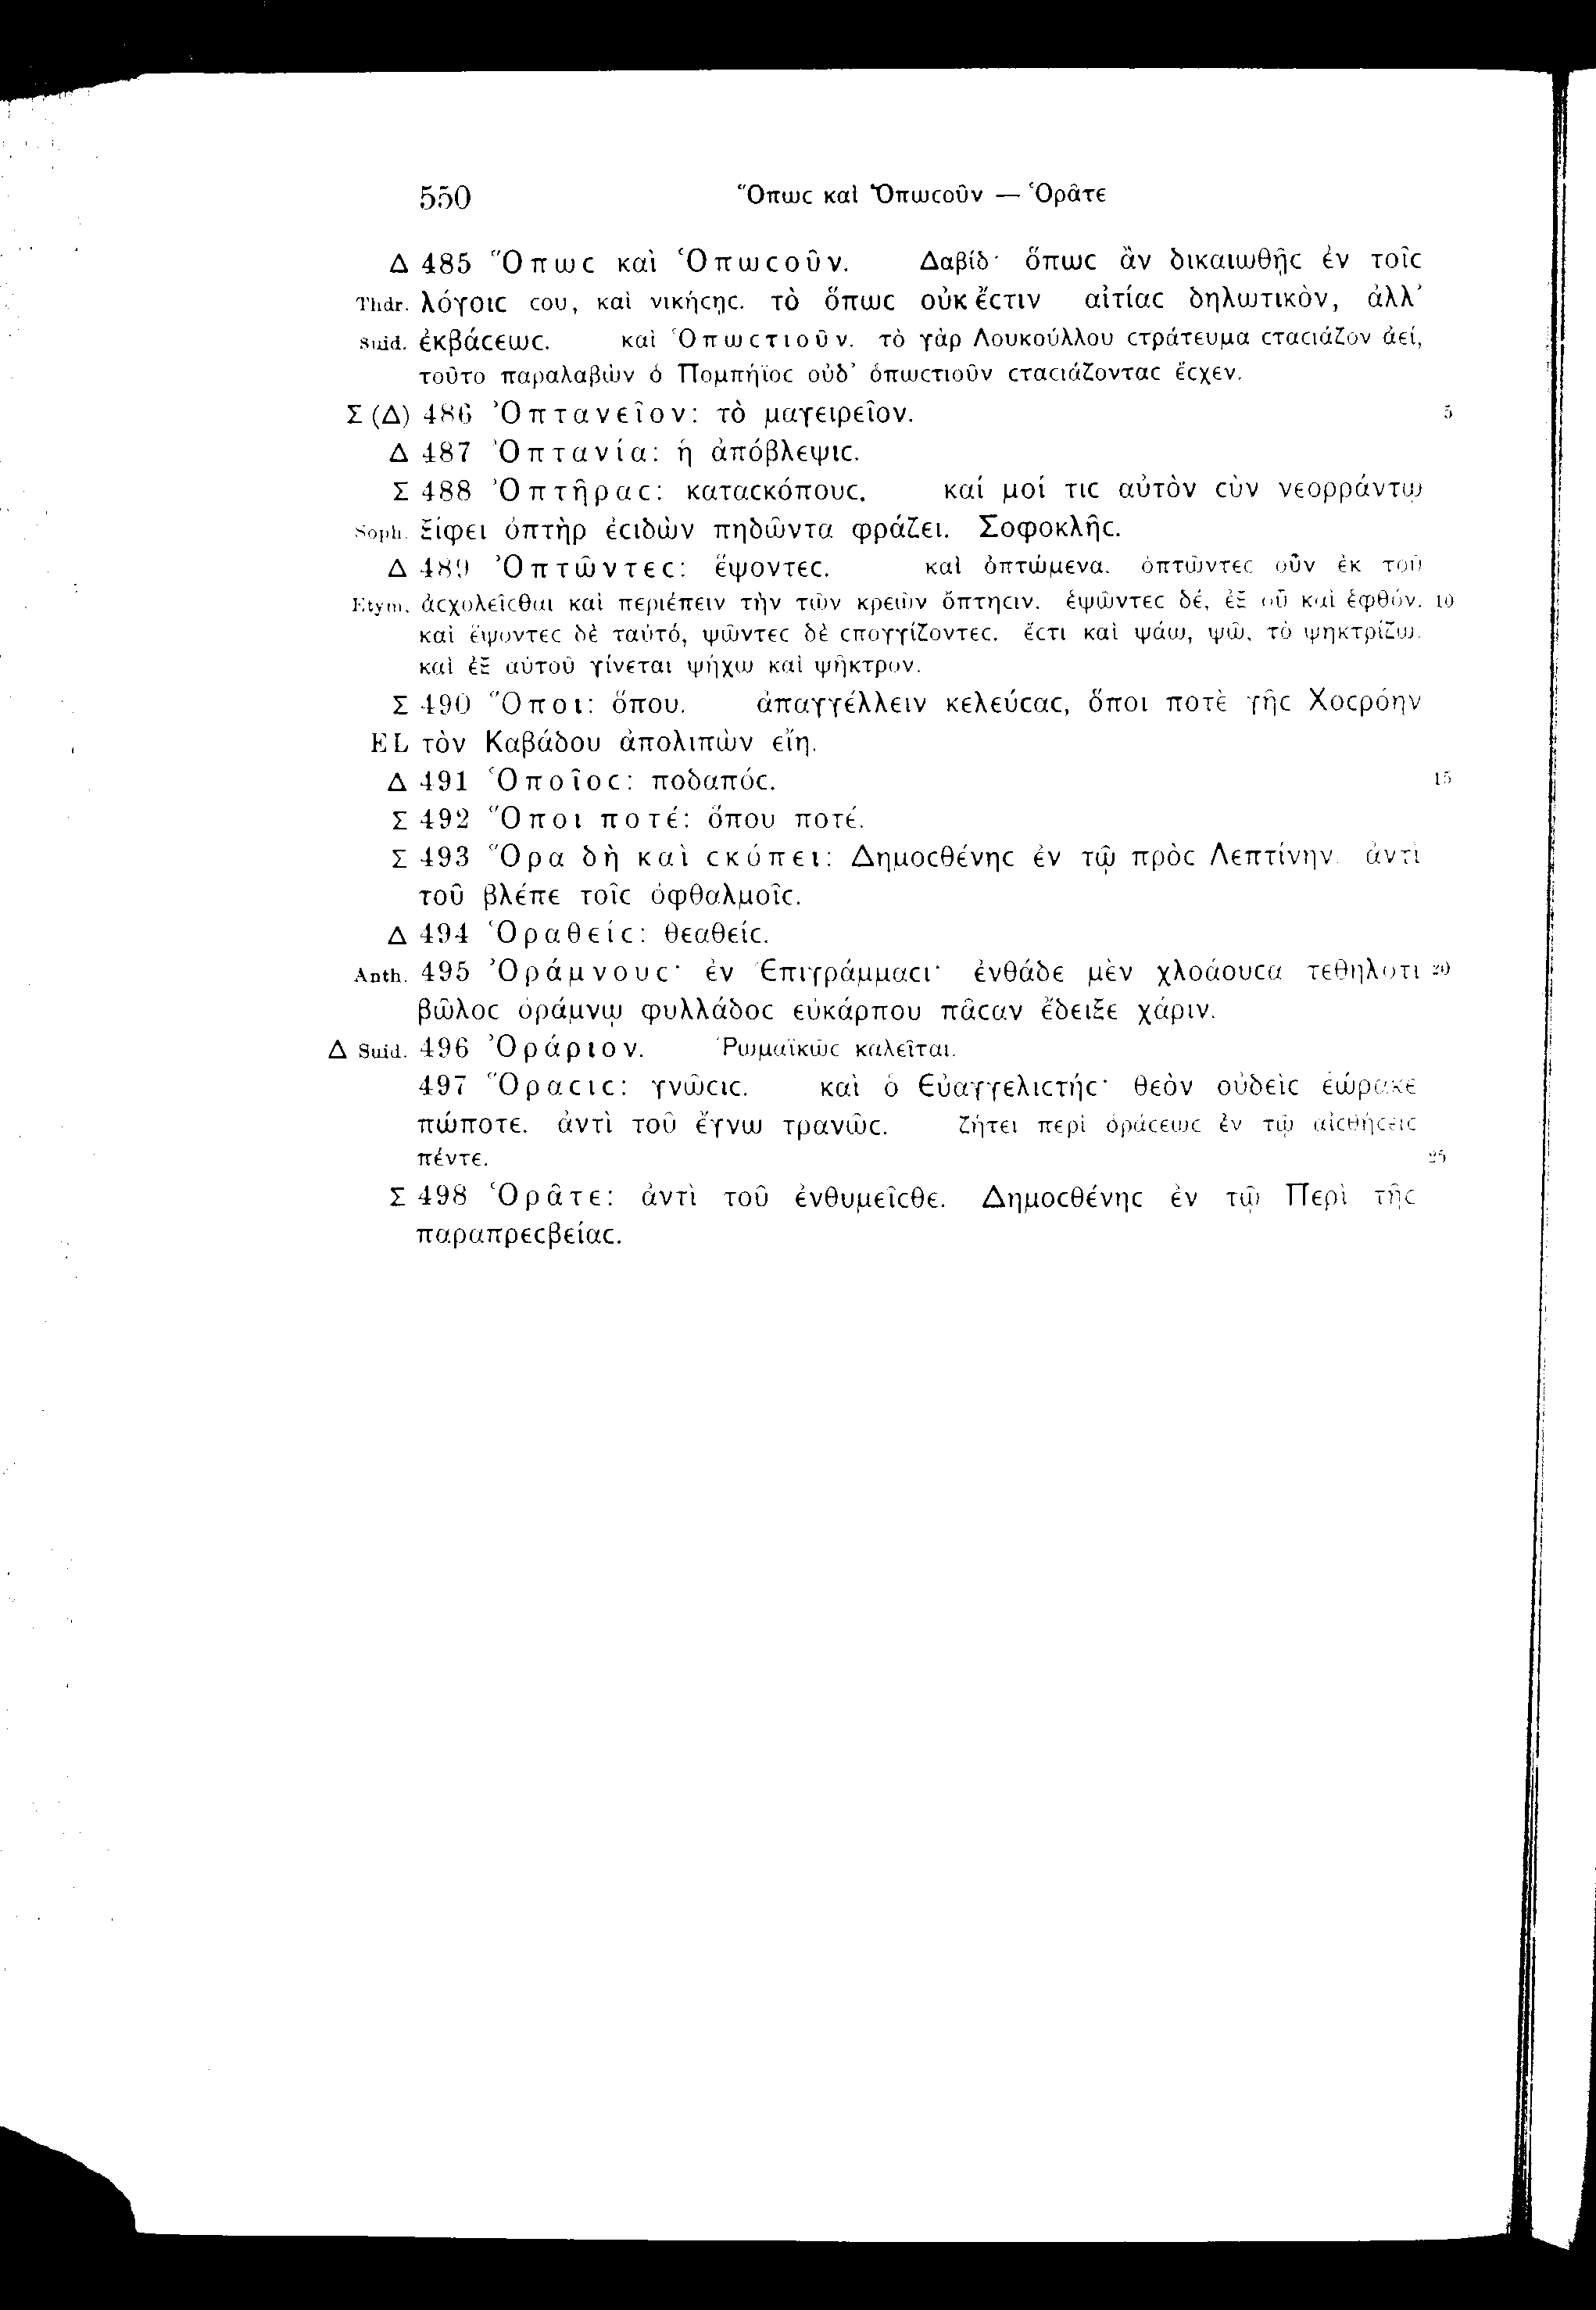 550 Ὅπωϲ καὶ Ὁπωϲοῦν — Ὁρᾶτε
Δ 485 Ὅπωϲ καὶ Ὁπωϲοῦν. Δαβίδ· ὅπωϲ ἂν δικαιωθῇϲ ἐν τοῖϲ
Thdr. λόγοιϲ ϲου, καὶ νικήϲῃϲ. τὸ ὅπωϲ οὐκ ἔϲτιν αἰτίαϲ δηλωτικὸν, ἀλλ’
Suid. ἐκβάϲεωϲ. καὶ Ὁπωϲτιοῦν. τὸ γὰρ Λουκούλλου ϲτράτευμα ϲταϲιάζον ἀεί,
τοῦτο παραλαβὼν ὁ Πομπήϊοϲ οὐδ’ ὁπωϲτιοῦν ϲταϲιάζονταϲ ἔϲχεν.
Σ (Δ) 486 Ὀπτανεῖον: τὸ μαγειρεῖον. 5
Δ 487 Ὀπτανία: ἡ ἀπόβλεψιϲ.
Σ 488 Ὀπτῆραϲ: καταϲκόπουϲ. καί μοί τιϲ αὐτὸν ϲὺν νεορράντῳ
Soph. ξίφει ὀπτὴρ ἐϲιδὼν πηδῶντα φράζει. Σοφοκλῆϲ.
Δ 489 Ὀπτῶντεϲ: ἕψοντεϲ. καὶ ὀπτώμενα. ὀπτῶντεϲ οὖν ἐκ τοῦ
Etym. ἀϲχολεῖϲθαι καὶ περιέπειν τὴν τῶν κρεῶν ὄπτηϲιν. ἑψῶντεϲ δέ, ἐξ οὗ καὶ ἑφθόν. 10
καὶ ἕψοντεϲ δὲ ταὐτό, ψῶντεϲ δὲ ϲπογγίζοντεϲ. ἔϲτι καὶ ψάω, ψῶ, τὸ ψηκτρίζω.
καὶ ἐξ αὐτοῦ γίνεται ψήχω καὶ ψῆκτρον.
Σ 490 Ὅποι: ὅπου. ἀπαγγέλλειν κελεύϲαϲ, ὅποι ποτὲ γῆϲ Χοϲρόην
EL τὸν Καβάδου ἀπολιπὼν εἴη.
Δ 491 Ὁποῖοϲ: ποδαπόϲ. 15
Σ 492 Ὅποι ποτέ: ὅπου ποτέ.
Σ 493 Ὅρα δὴ καὶ ϲκόπει: Δημοϲθένηϲ ἐν τῷ πρὸϲ Λεπτίνην. ἀντὶ
τοῦ βλέπε τοῖϲ ὀφθαλμοῖϲ.
Δ 494 Ὁραθείϲ: θεαθείϲ.
Anth. 495 Ὀράμνουϲ· ἐν Ἐπιγράμμαϲι· ἐνθάδε μὲν χλοάουϲα τεθηλότι 20
βῶλοϲ ὀράμνῳ φυλλάδοϲ εὐκάρπου πᾶϲαν ἔδειξε χάριν.
Δ Suid. 496 Ὀράριον. Ῥωμαϊκῶϲ καλεῖται.
497 Ὅραϲιϲ: γνῶϲιϲ. καὶ ὁ Εὐαγγελιϲτήϲ· θεὸν οὐδεὶϲ ἑώρακε
πώποτε. ἀντὶ τοῦ ἔγνω τρανῶϲ. ζήτει περὶ ὁράϲεωϲ ἐν τῷ αἰϲθήϲειϲ
πέντε. 25
Σ 498 Ὁρᾶτε: ἀντὶ τοῦ ἐνθυμεῖϲθε. Δημοϲθένηϲ ἐν τῷ Περὶ τῆϲ
παραπρεϲβείαϲ.